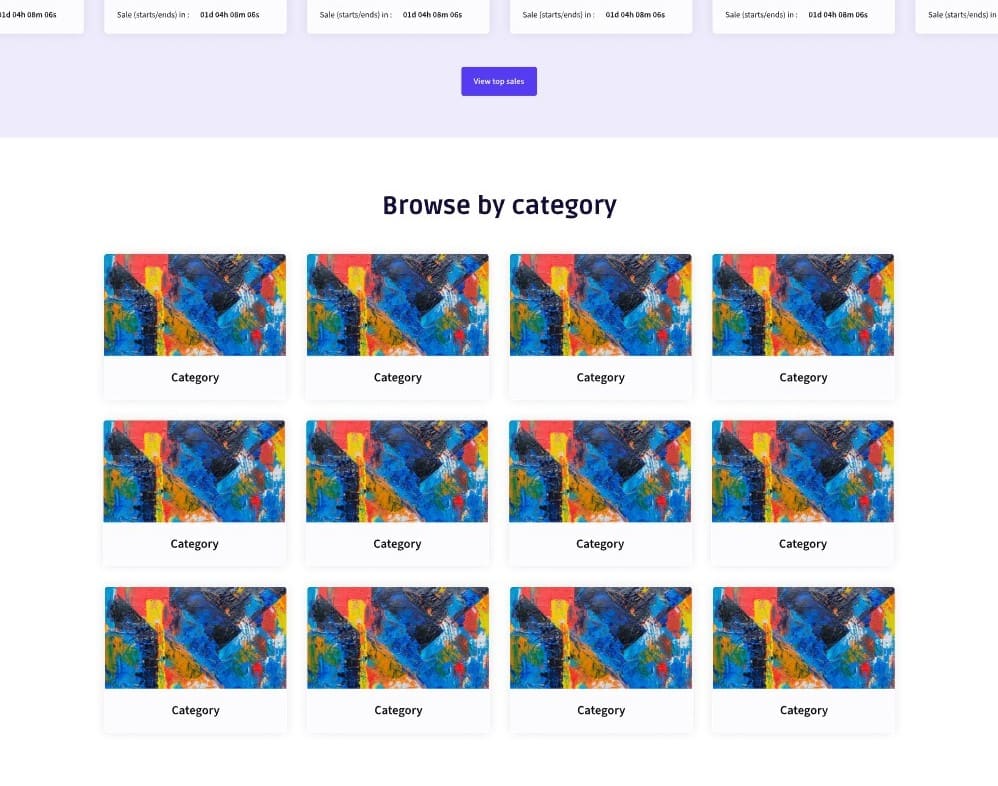 01d 04h 08m 06s Sale (starts/ends) in : 01d 04h 08m 06s Sale (starts/ends) in : 01d 04h 08m 06s Sale (starts/ends) in : 01d 04h 08m 06s Sale (starts/ends) in : 01d 04h 08m 06s Sale (starts/ends) in
View top sales
Browse by category
Category Category Category Category
Category Category Category Category
Category Category Category Category